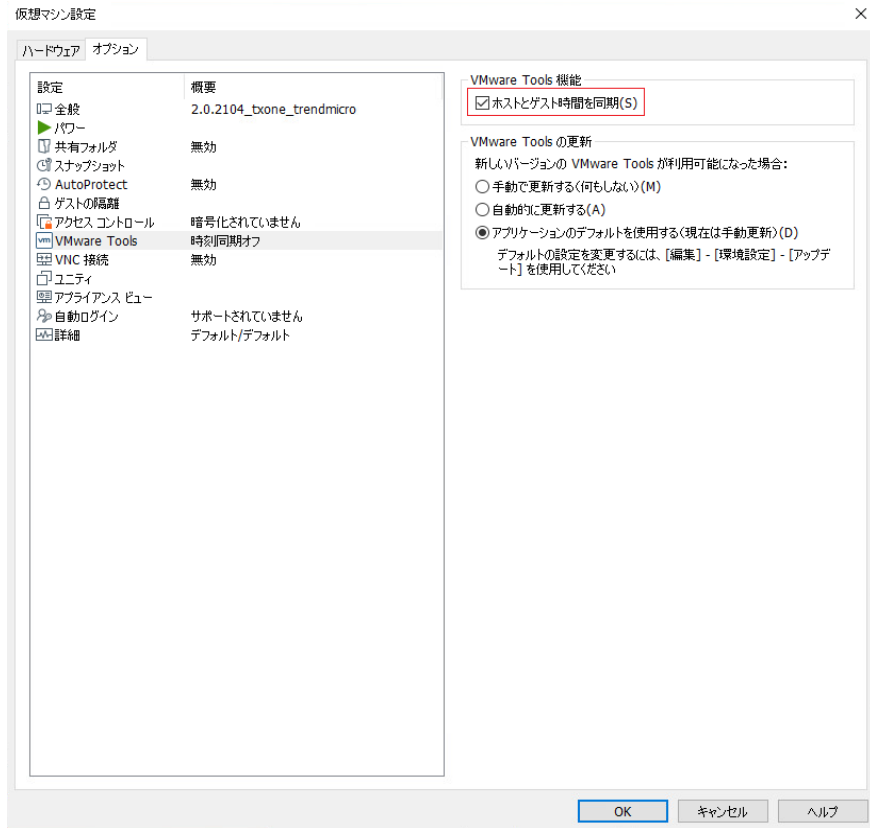 仮想マシン設定
ハードウェア オプション
設定 概要
全般 2.0.2104_txone_trendmicro
パワー
共有フォルダ 無効
スナップショット
AutoProtect 無効
ゲストの隔離
アクセス コントロール 暗号化されていません
vm VMware Tools 時刻同期オフ
VNC 接続 無効
ユニティ
アプライアンス ビュー
自動ログイン サポートされていません
詳細 デフォルト/デフォルト
VMware Tools 機能
ホストとゲスト時間を同期(S)
VMware Tools の更新
新しいバージョンの VMware Tools が利用可能になった場合:
手動で更新する(何もしない)(M)
自動的に更新する(A)
アプリケーションのデフォルトを使用する(現在は手動更新)(D)
デフォルトの設定を変更するには、[編集] - [環境設定] - [アップデ
ート] を使用してください
OK キャンセル ヘルプ